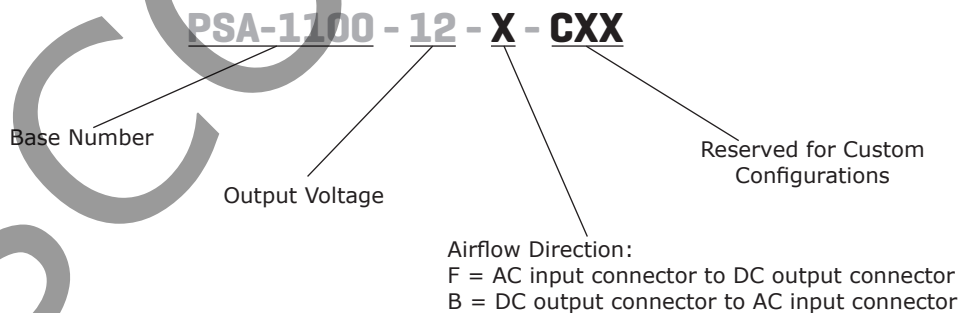 PSA-1100 - 12 - X - CXX
Base Number
Reserved for Custom
Configurations
Output Voltage
Airflow Direction:
F = AC input connector to DC output connector
B = DC output connector to AC input connector